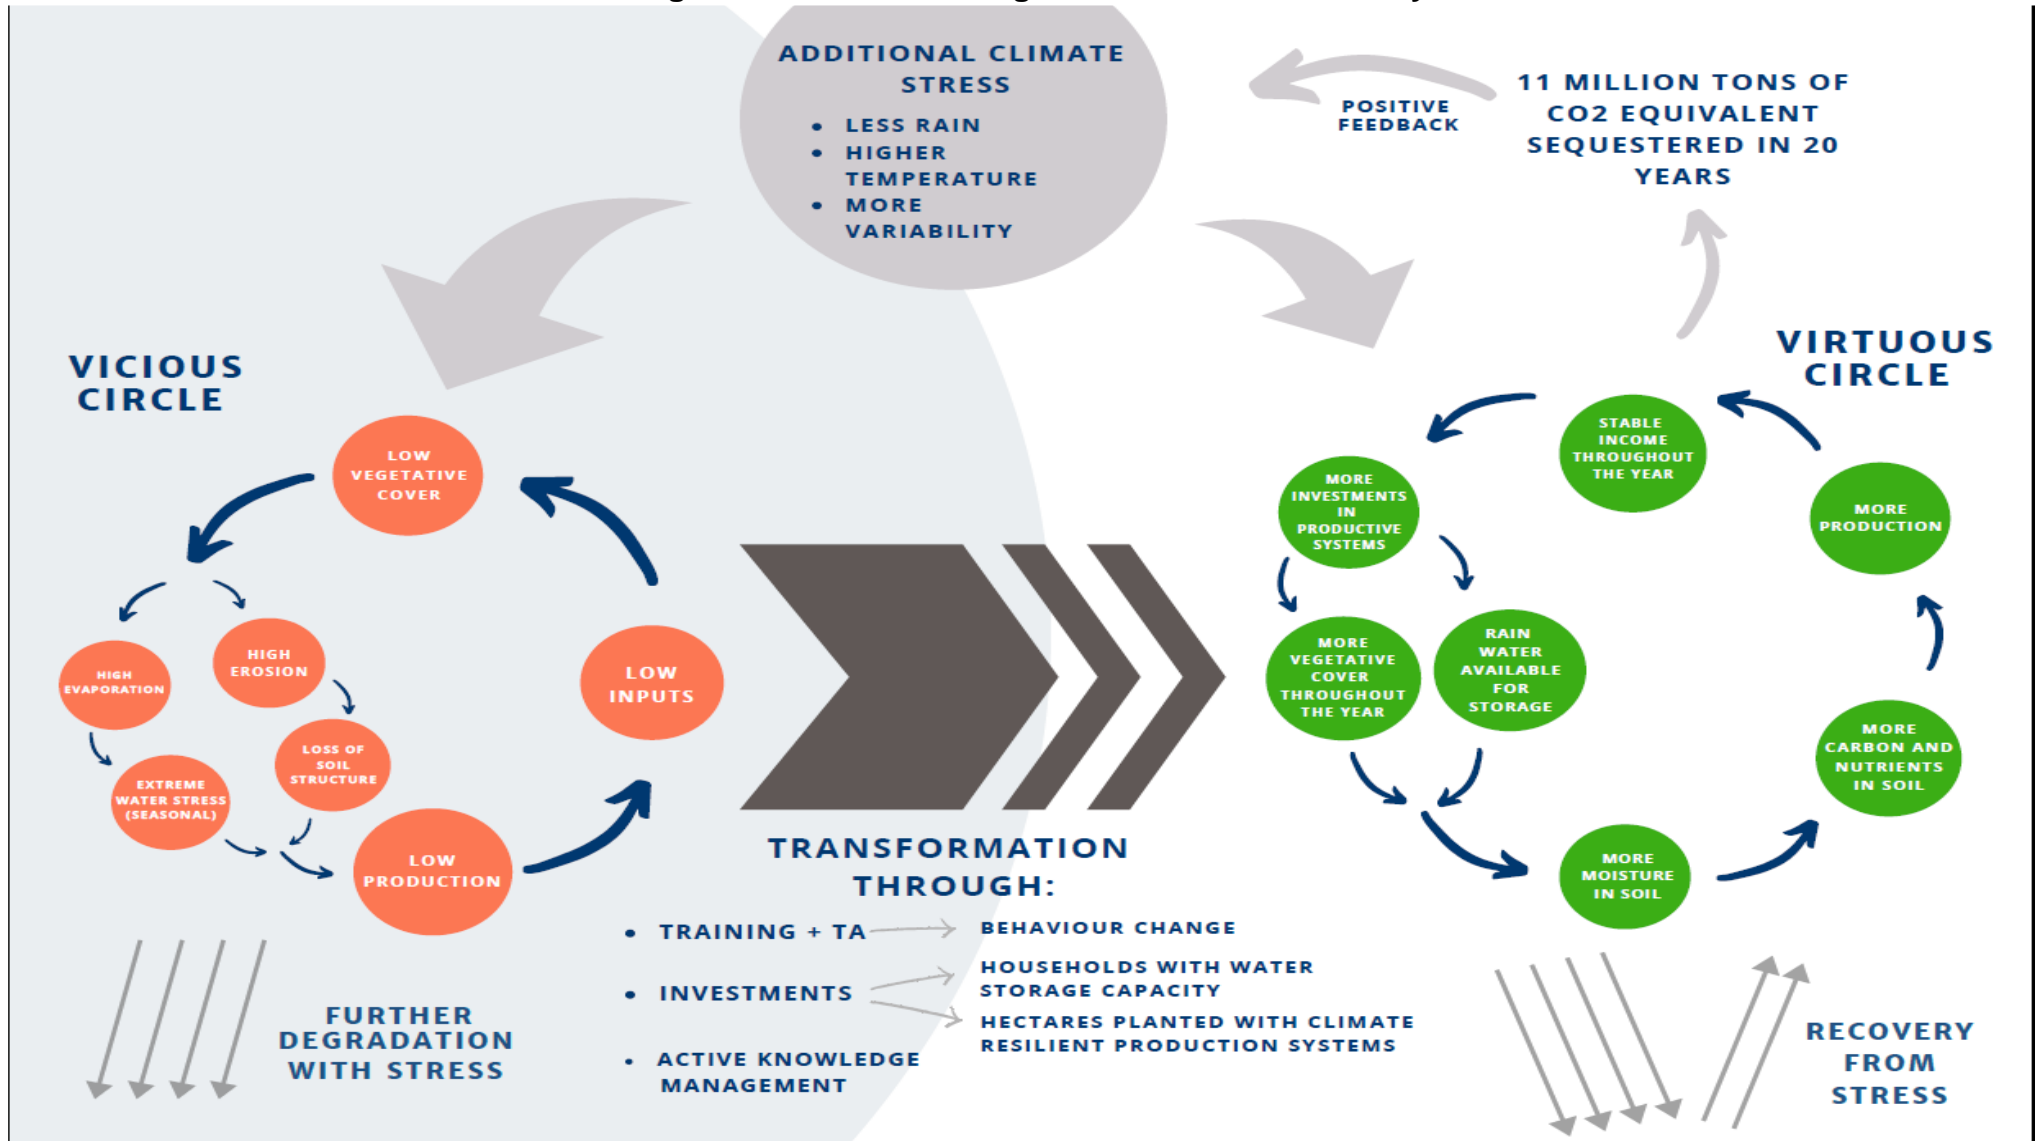 ADDITIONAL CLIMATE
STRESS
• LESS RAIN
• HIGHER
TEMPERATURE
• MORE
VARIABILITY
POSITIVE
FEEDBACK
11 MILLION TONS OF
CO2 EQUIVALENT
SEQUESTERED IN 20
YEARS
VICIOUS
CIRCLE
LOW
VEGETATIVE
COVER
HIGH
EVAPORATION
HIGH
EROSION
EXTREME
WATER STRESS
(SEASONAL)
LOSS OF
SOIL
STRUCTURE
LOW
PRODUCTION
LOW
INPUTS
FURTHER
DEGRADATION
WITH STRESS
TRANSFORMATION
THROUGH:
• TRAINING + TA
BEHAVIOUR CHANGE
• INVESTMENTS
HOUSEHOLDS WITH WATER
STORAGE CAPACITY
HECTARES PLANTED WITH CLIMATE
RESILIENT PRODUCTION SYSTEMS
• ACTIVE KNOWLEDGE
MANAGEMENT
VIRTUOUS
CIRCLE
STABLE
INCOME
THROUGHOUT
THE YEAR
MORE
INVESTMENTS
IN
PRODUCTIVE
SYSTEMS
MORE
VEGETATIVE
COVER
THROUGHOUT
THE YEAR
RAIN
WATER
AVAILABLE
FOR
STORAGE
MORE
MOISTURE
IN SOIL
MORE
CARBON AND
NUTRIENTS
IN SOIL
MORE
PRODUCTION
RECOVERY
FROM
STRESS